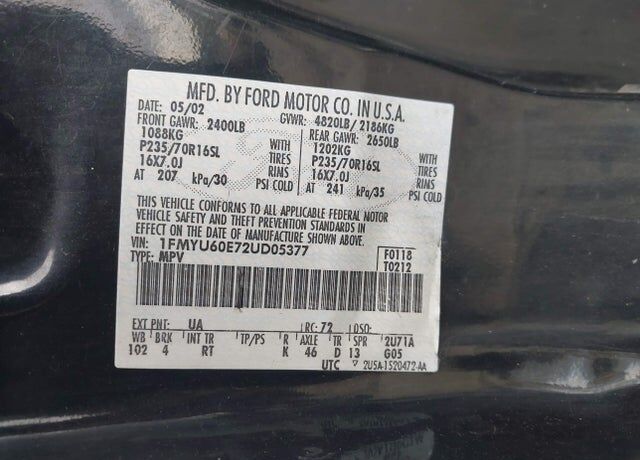 MFD. BY FORD MOTOR CO. IN U.S.A.
DATE: 05/02 GVWR: 4820LB/ 2186KG
FRONT GAWR: 2400LB REAR GAWR: 2650LB
1088KG WITH 1202KG WITH
P235/70R16SL TIRES P235/70R16SL TIRES
16X7.0J RIMS 16X7.0J RIMS
AT 207 kPa/30 PSI COLD AT 241 kPa/35 PSI COLD
THIS VEHICLE CONFORMS TO ALL APPLICABLE FEDERAL MOTOR
VEHICLE SAFETY AND THEFT PREVENTION STANDARDS IN
EFFECT ON THE DATE OF MANUFACTURE SHOWN ABOVE.
VIN: 1FMYU60E72UD05377 F0118
TYPE: MPV T0212
EXT PNT: UA RC: 72 DSO:
WB BRK INT TR TP/PS R AXLE TR SPR 2U71A
102 4 RT K 46 D 13 G05
UTC 2U5A-1520472-AA